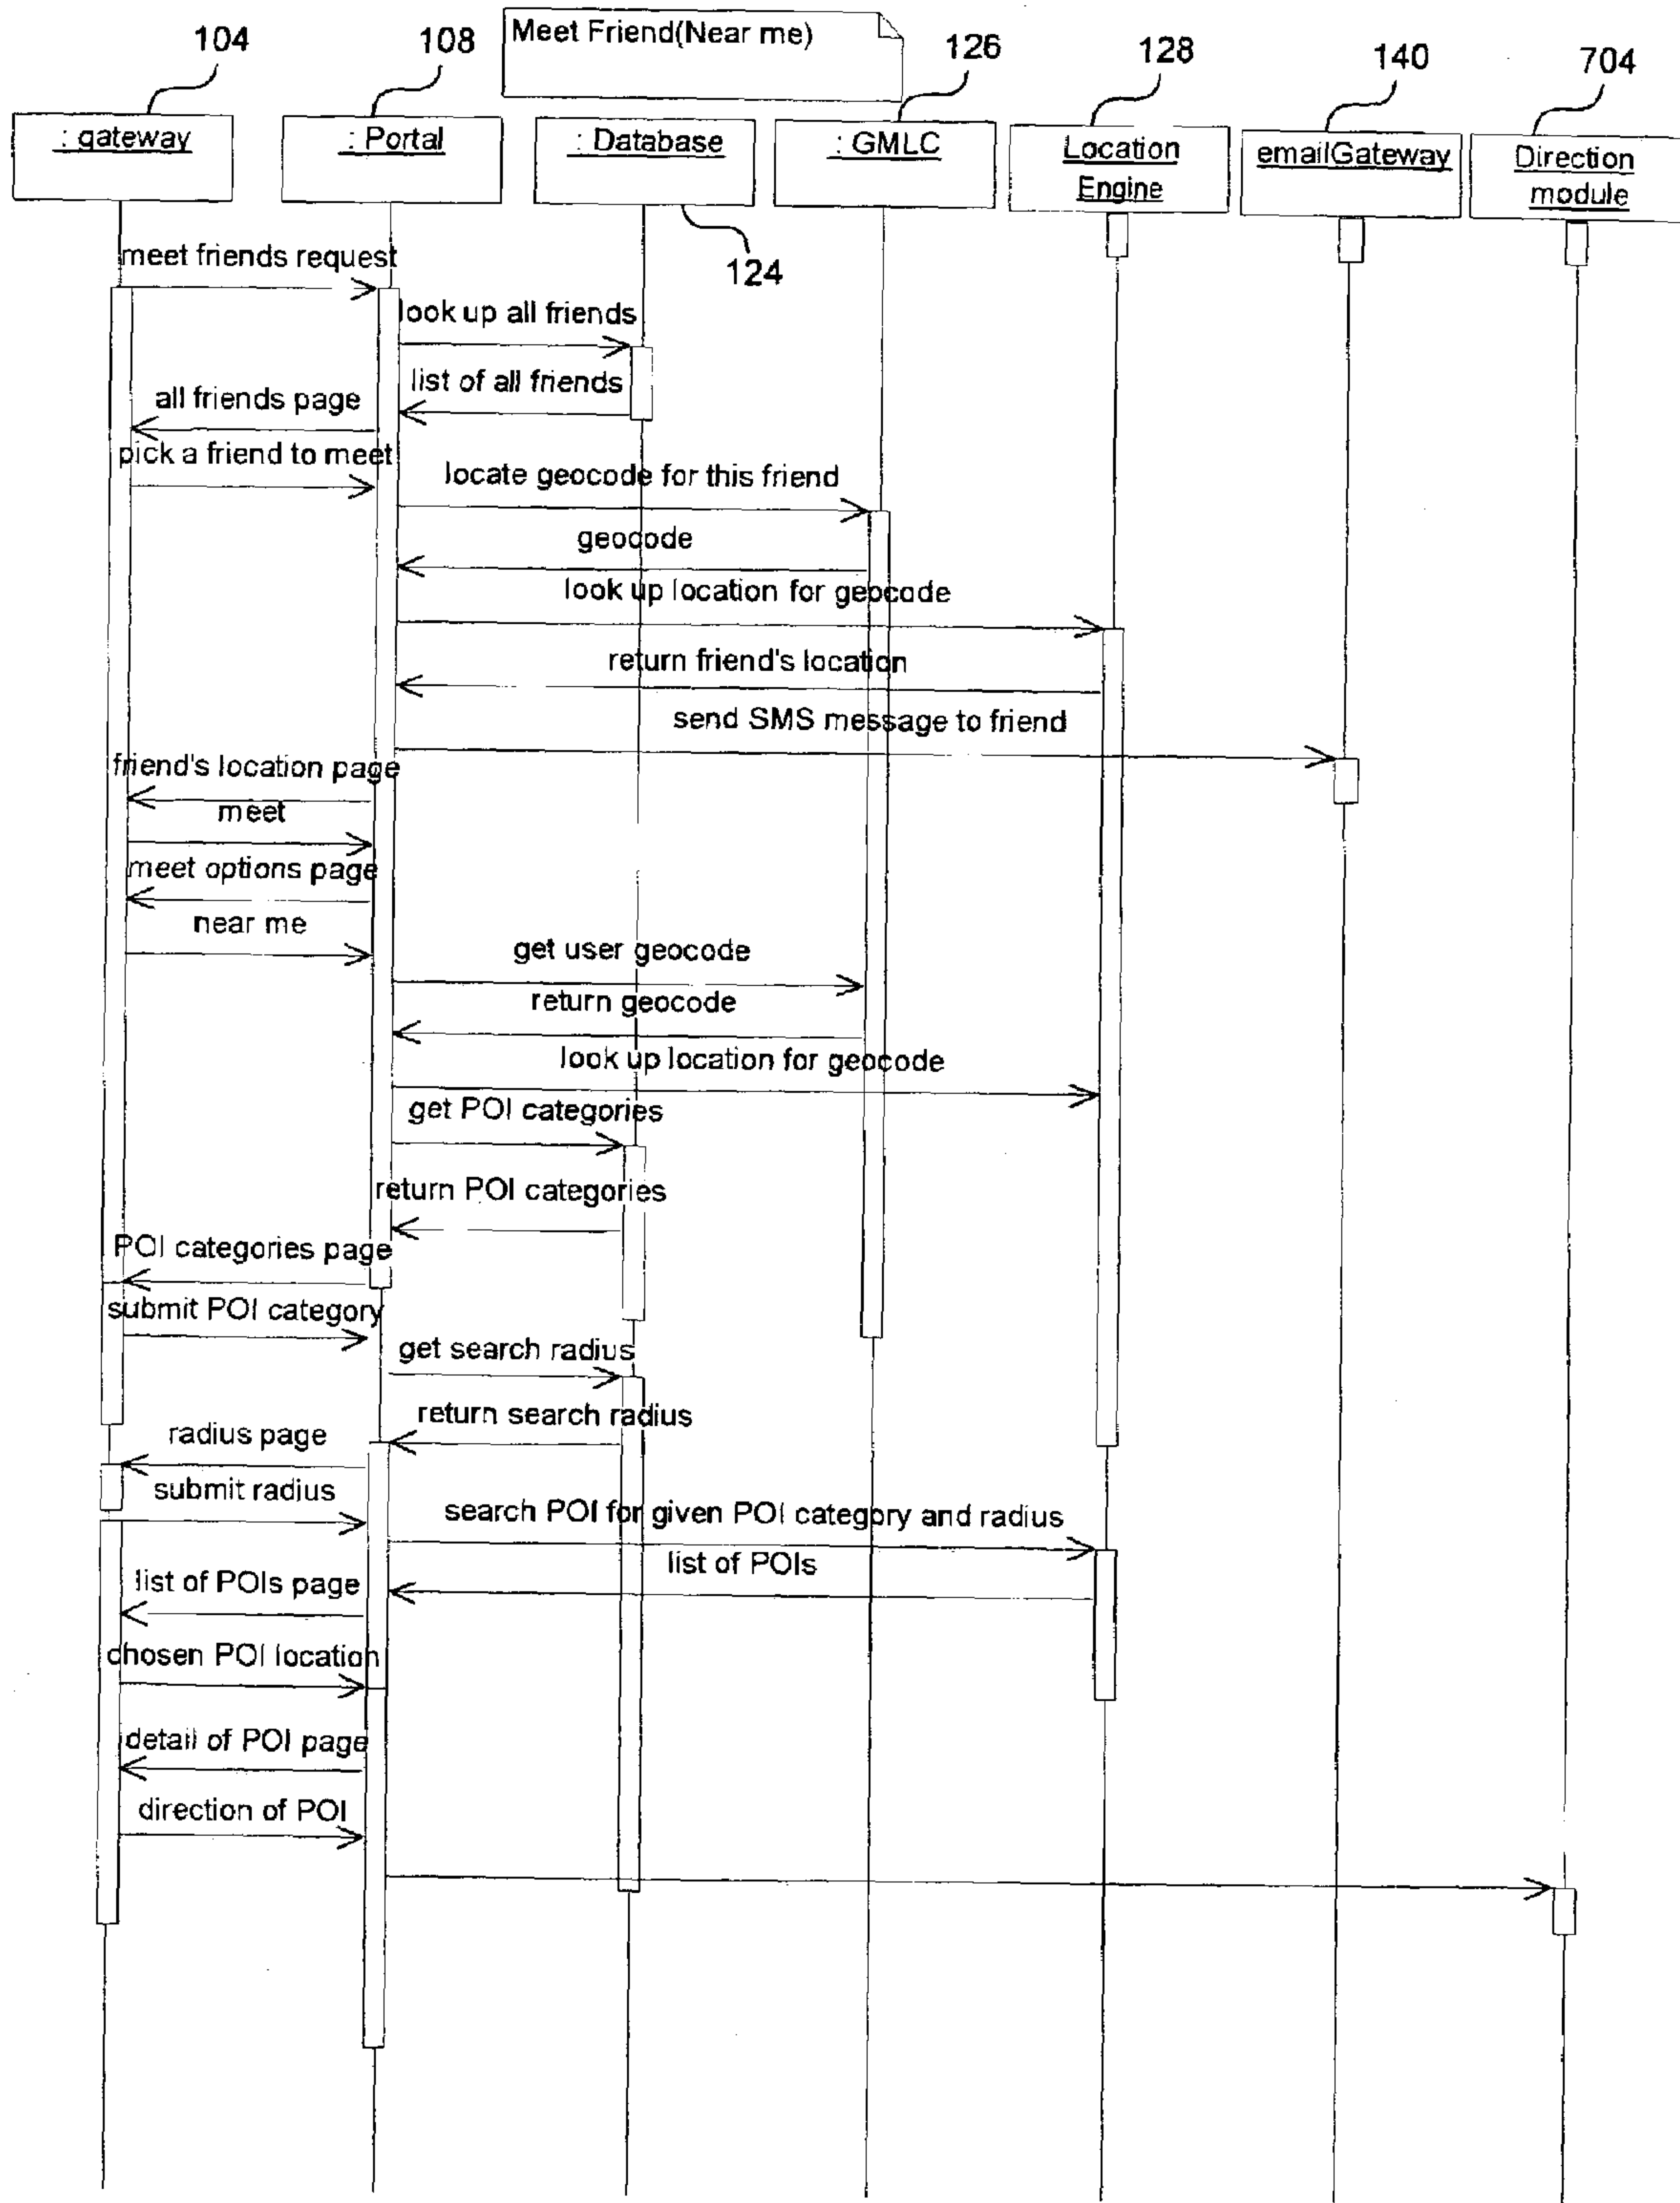 Meet Friend(Near me)
104
108
126
128
140
704
: gateway
: Portal
: Database
: GMLC
Location
Engine
emailGateway
Direction
module
124
meet friends request
look up all friends
list of all friends
all friends page
pick a friend to meet
locate geocode for this friend
geocode
look up location for geocode
return friend's location
send SMS message to friend
friend's location page
meet
meet options page
near me
get user geocode
return geocode
look up location for geocode
get POI categories
return POI categories
POI categories page
submit POI category
get search radius
return search radius
radius page
submit radius
search POI for given POI category and radius
list of POIs
list of POIs page
chosen POI location
detail of POI page
direction of POI